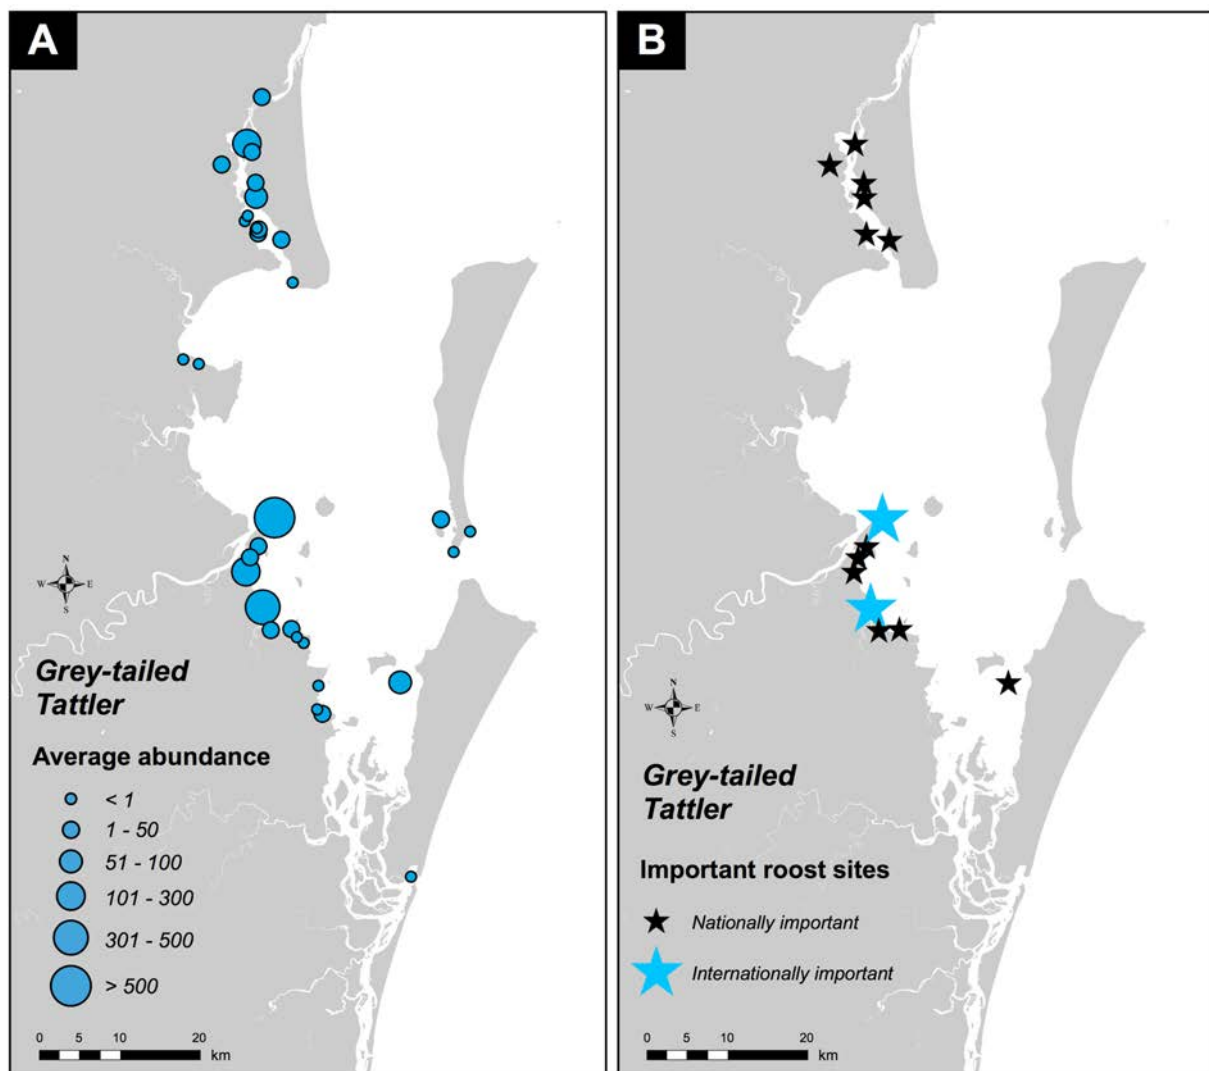 A
N
W E
S
Grey-tailed
Tattler
Average abundance
< 1
1 - 50
51 - 100
101 - 300
301 - 500
> 500
0 5 10 20
km
B
N
W E
S
Grey-tailed
Tattler
Important roost sites
Nationally important
Internationally important
0 5 10 20
km